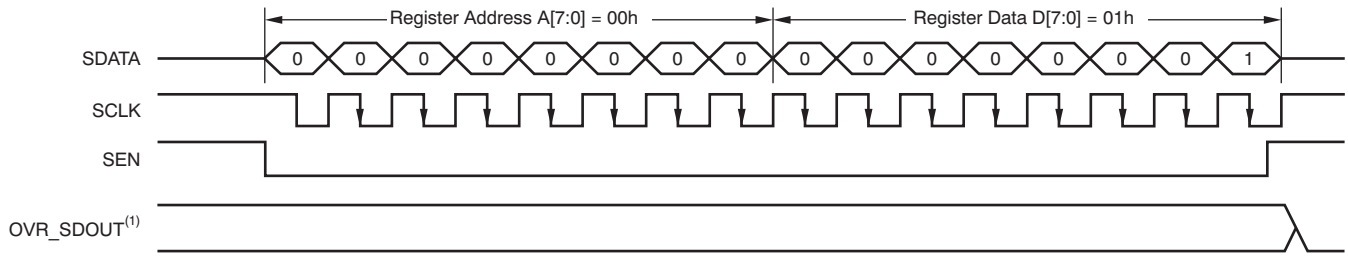 Register Address A[7:0] = 00h Register Data D[7:0] = 01h
SDATA 0 0 0 0 0 0 0 0 0 0 0 0 0 0 0 1
SCLK
SEN
OVR_SDOUT(1)